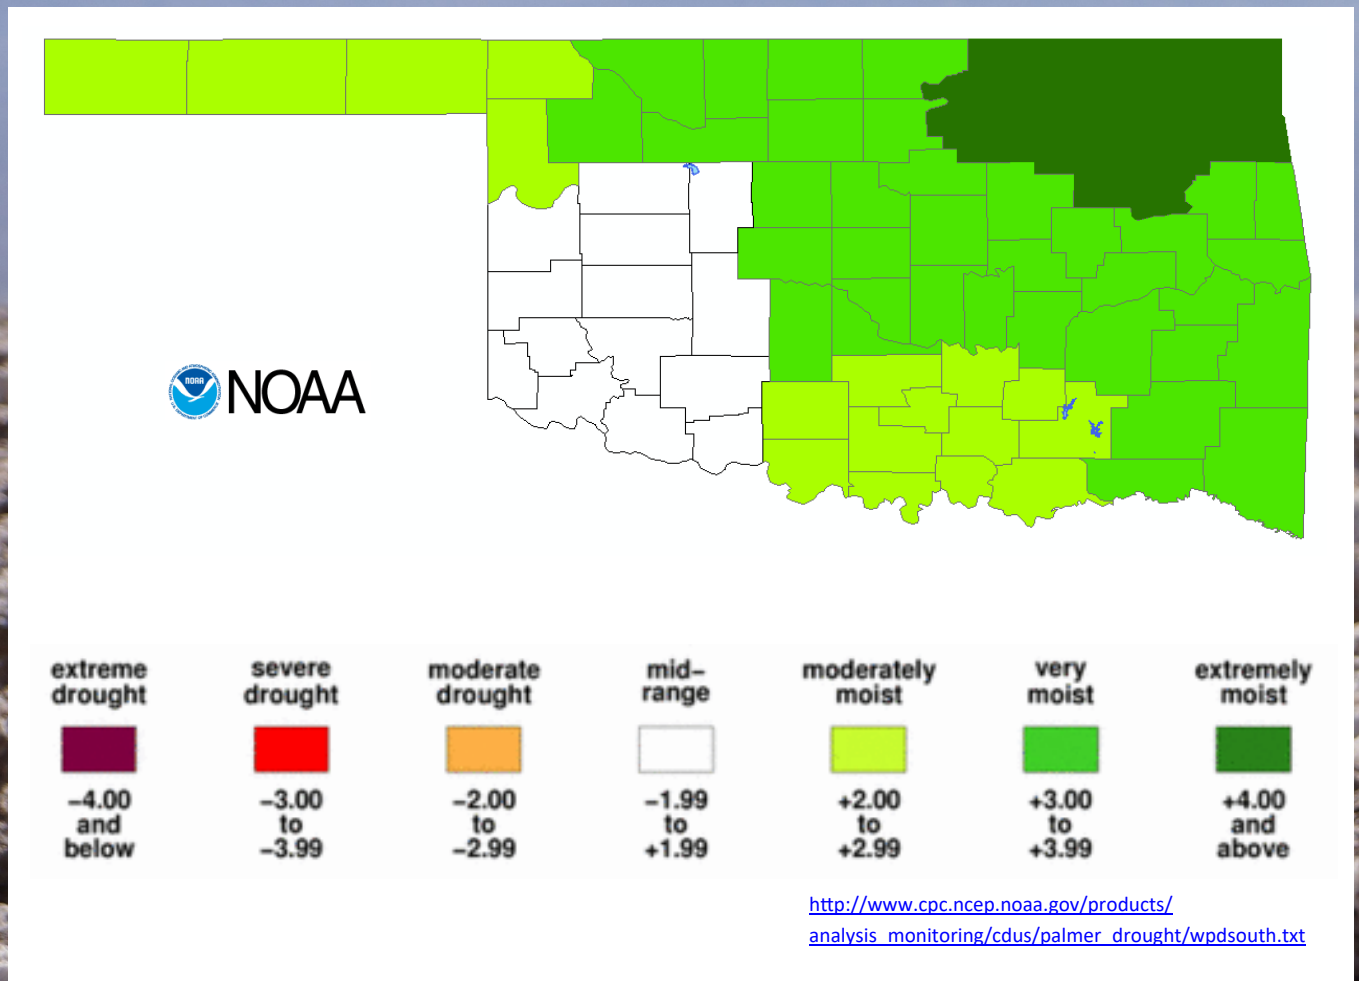 NOAA
NOAA
extreme drought
severe drought
moderate drought
mid-range
moderately moist
very moist
extremely moist
−4.00 and below
−3.00 to −3.99
−2.00 to −2.99
−1.99 to +1.99
+2.00 to +2.99
+3.00 to +3.99
+4.00 and above
http://www.cpc.ncep.noaa.gov/products/
analysis_monitoring/cdus/palmer_drought/wpdsouth.txt